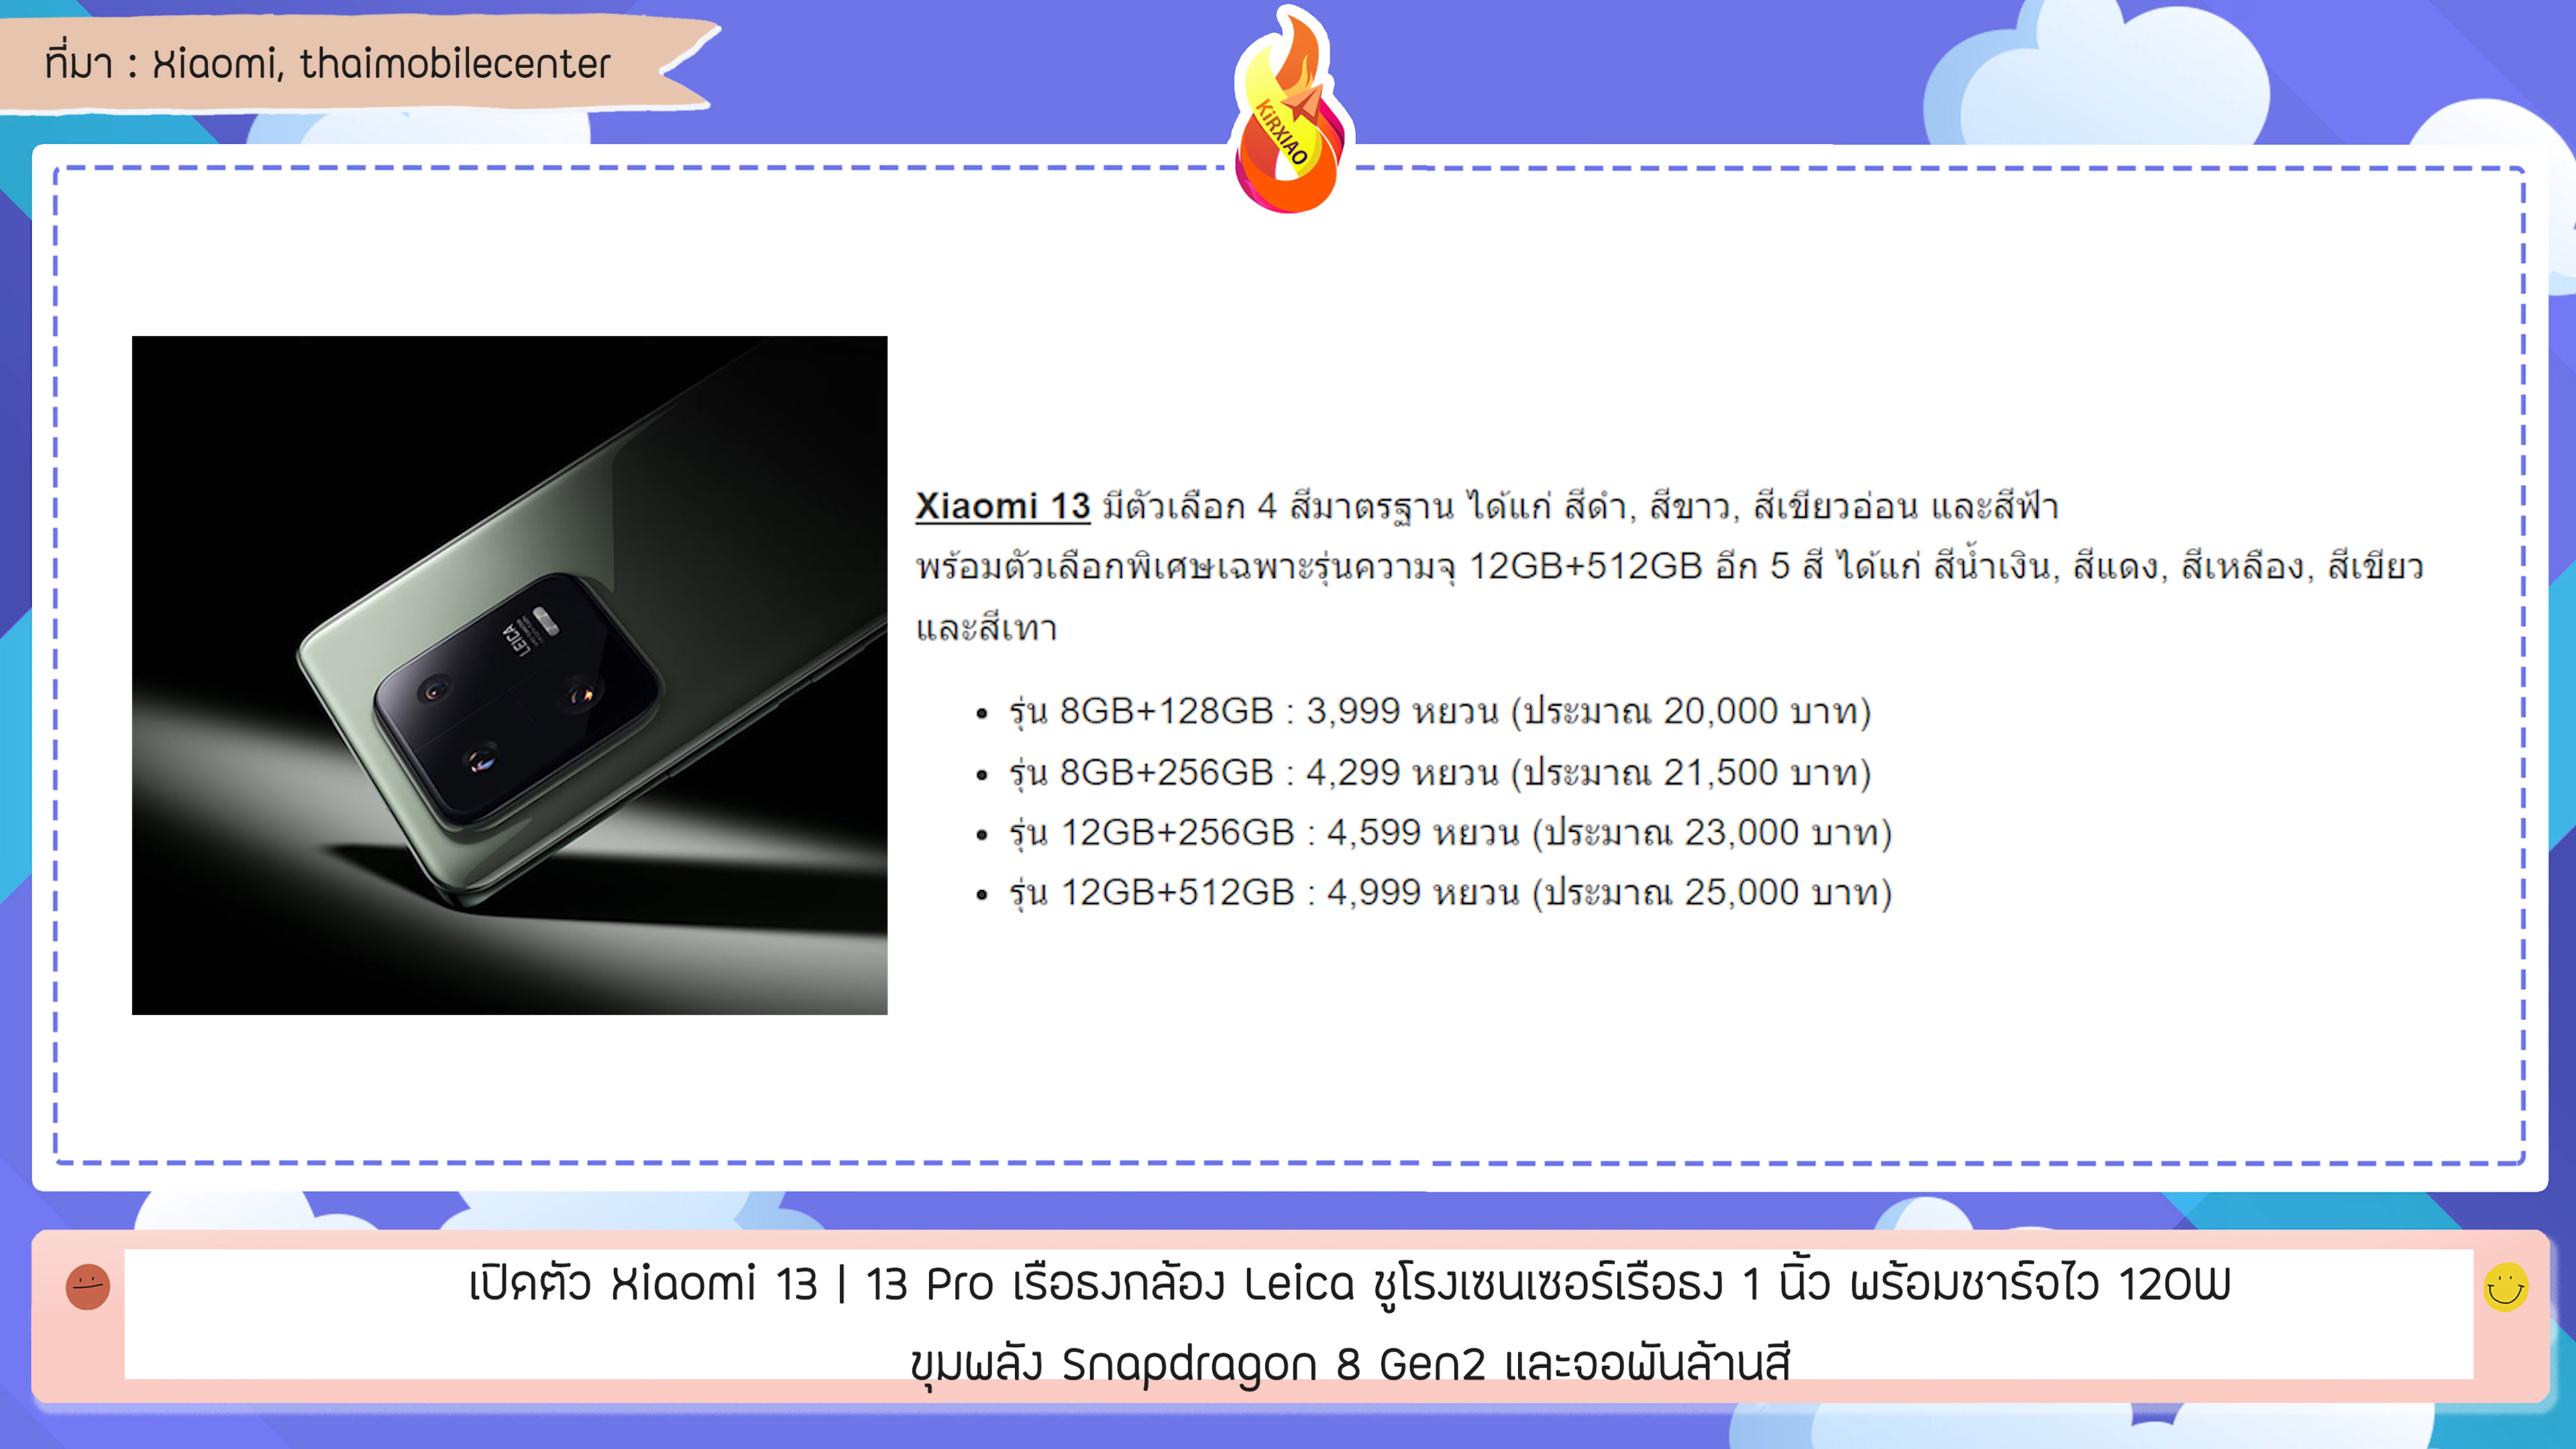 ที่มา : Xiaomi, thaimobilecenter
KiRXIAO
LEICA
Xiaomi 13 มีตัวเลือก 4 สีมาตรฐาน ได้แก่ สีดำ, สีขาว, สีเขียวอ่อน และสีฟ้า
พร้อมตัวเลือกพิเศษเฉพาะรุ่นความจุ 12GB+512GB อีก 5 สี ได้แก่ สีน้ำเงิน, สีแดง, สีเหลือง, สีเขียว
และสีเทา
• รุ่น 8GB+128GB : 3,999 หยวน (ประมาณ 20,000 บาท)
• รุ่น 8GB+256GB : 4,299 หยวน (ประมาณ 21,500 บาท)
• รุ่น 12GB+256GB : 4,599 หยวน (ประมาณ 23,000 บาท)
• รุ่น 12GB+512GB : 4,999 หยวน (ประมาณ 25,000 บาท)
เปิดตัว Xiaomi 13 | 13 Pro เรือธงกล้อง Leica ชูโรงเซนเซอร์เรือธง 1 นิ้ว พร้อมชาร์จไว 120W
ขุมพลัง Snapdragon 8 Gen2 และจอพันล้านสี